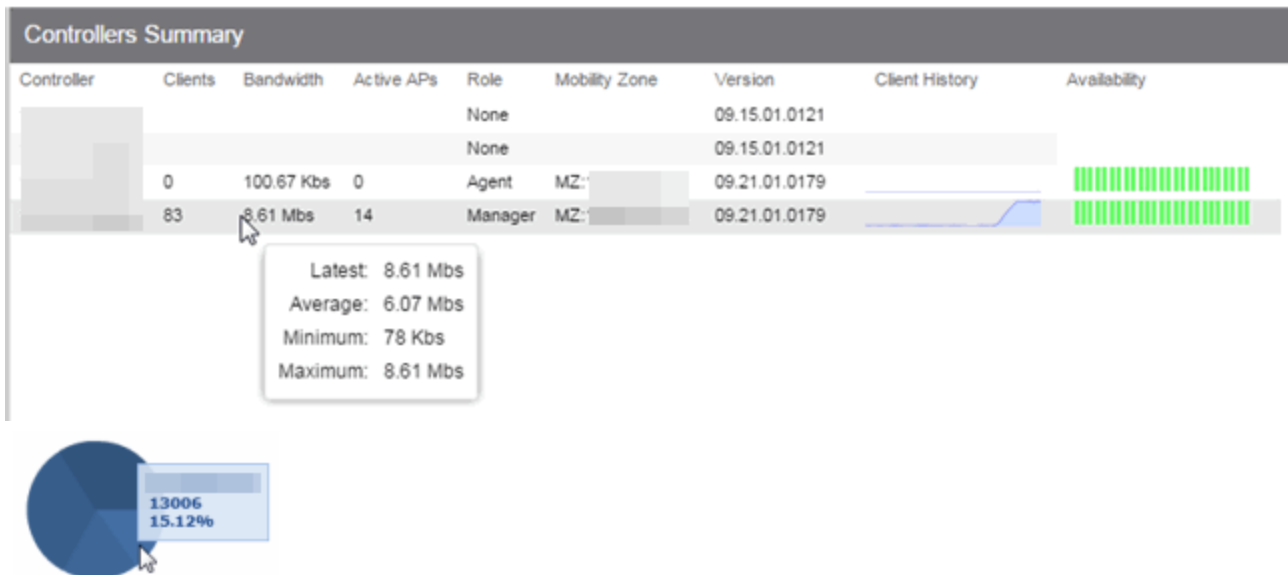 Controllers Summary
Controller Clients Bandwidth Active APs Role Mobility Zone Version Client History Availability
None 09.15.01.0121
None 09.15.01.0121
0 100.67 Kbs 0 Agent MZ: 09.21.01.0179
83 8.61 Mbs 14 Manager MZ: 09.21.01.0179
Latest: 8.61 Mbs
Average: 6.07 Mbs
Minimum: 78 Kbs
Maximum: 8.61 Mbs
13006
15.12%